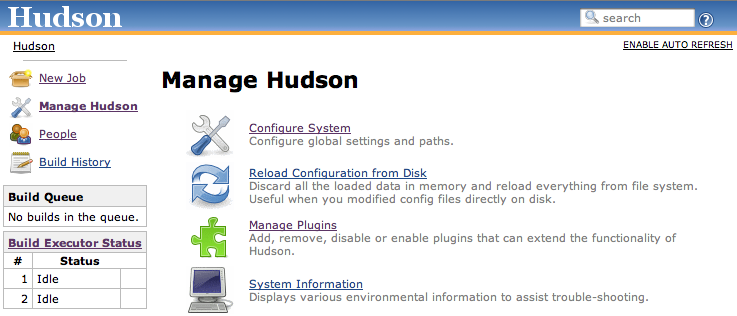 Hudson
search
Hudson
ENABLE AUTO REFRESH
New Job
Manage Hudson
People
Build History
Build Queue
No builds in the queue.
Build Executor Status
# Status
1 Idle
2 Idle
Manage Hudson
Configure System
Configure global settings and paths.
Reload Configuration from Disk
Discard all the loaded data in memory and reload everything from file system.
Useful when you modified config files directly on disk.
Manage Plugins
Add, remove, disable or enable plugins that can extend the functionality of
Hudson.
System Information
Displays various environmental information to assist trouble-shooting.